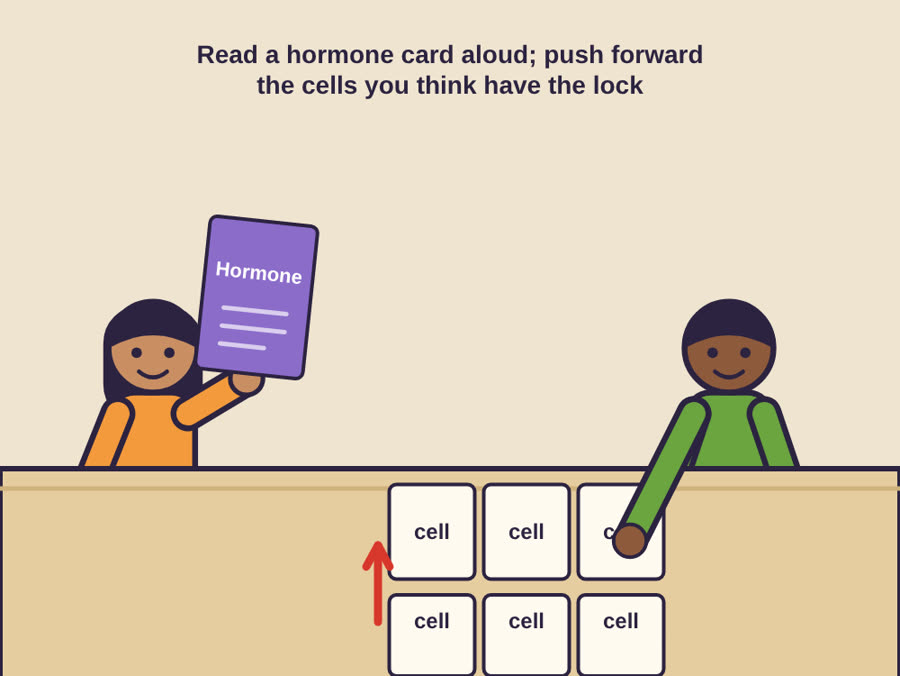 Read a hormone card aloud; push forward
the cells you think have the lock
Hormone
cell cell
cell cell cell